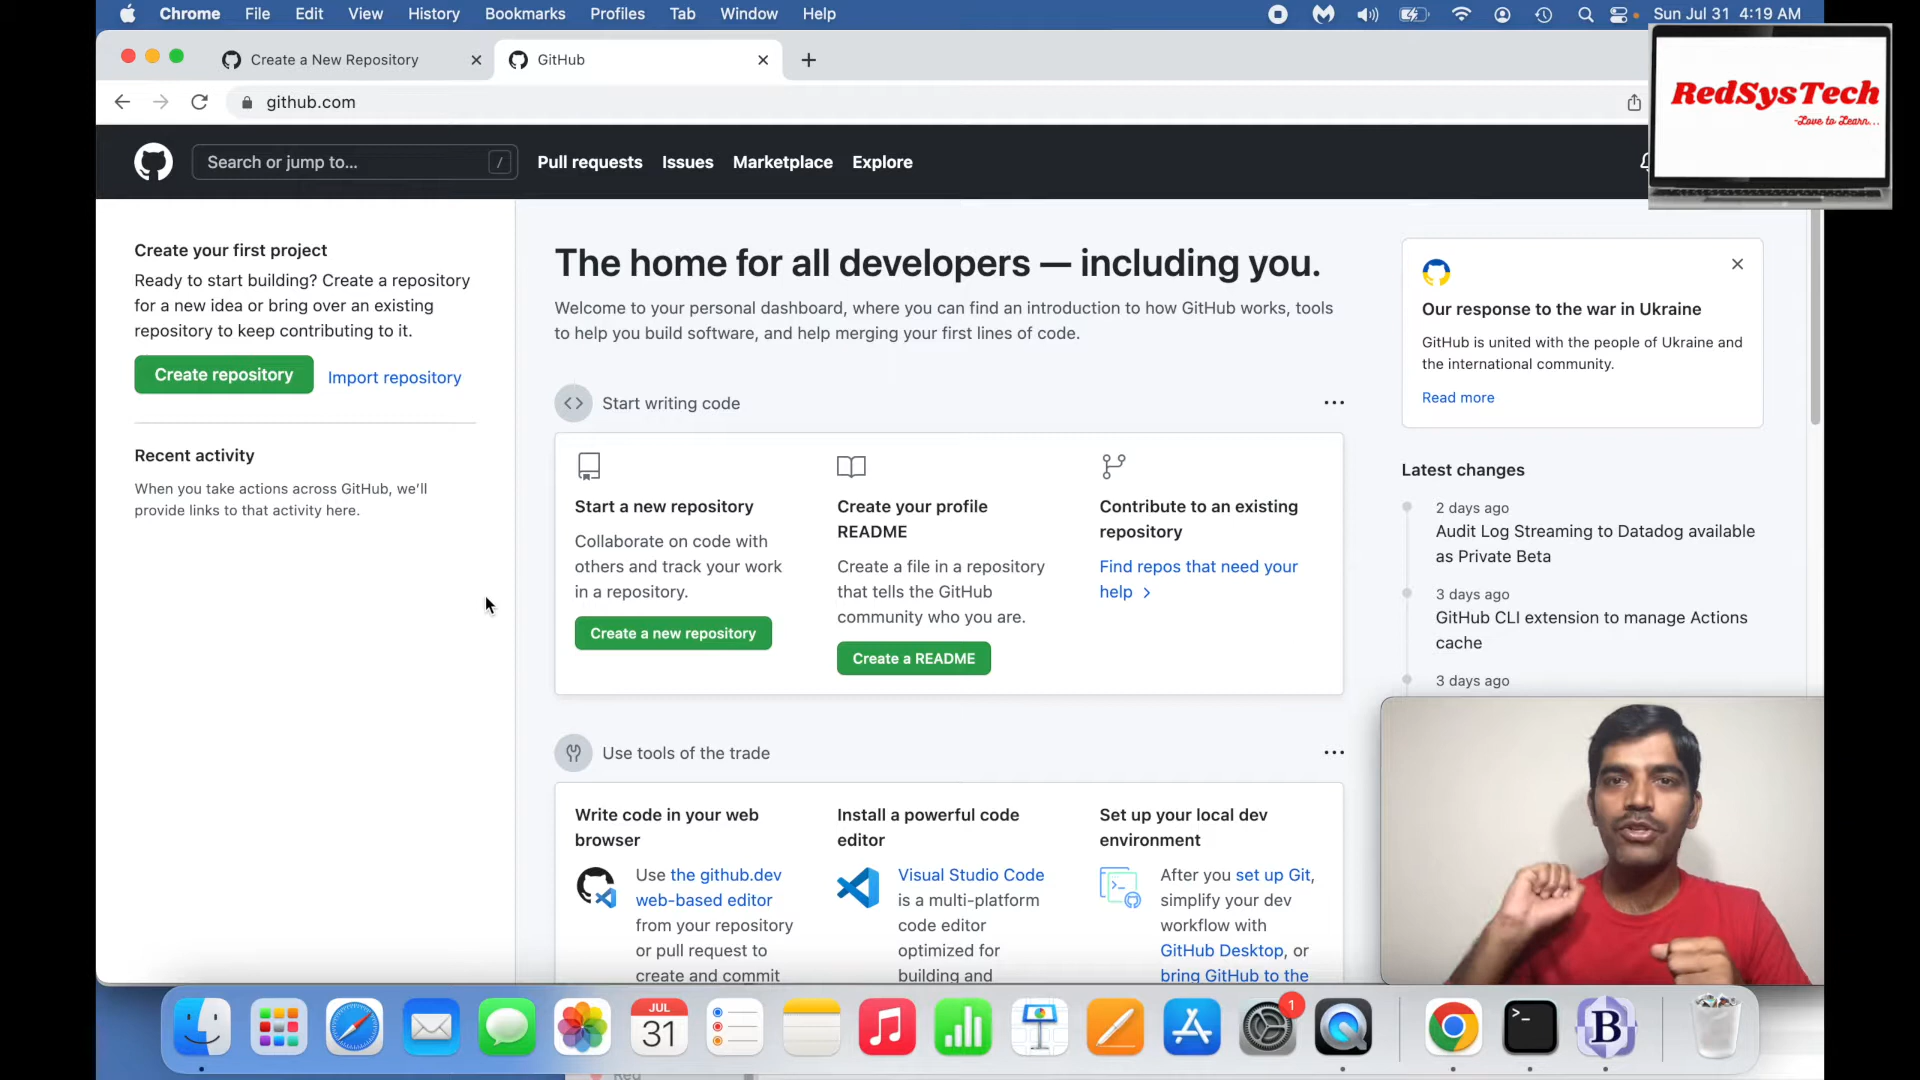 Chrome File Edit View History Bookmarks Profiles Tab Window Help
Sun Jul 31 4:19 AM
Create a New Repository
GitHub
github.com
RedSysTech
-Love to Learn...
Search or jump to...
/
Pull requests Issues Marketplace Explore
Create your first project
Ready to start building? Create a repository
for a new idea or bring over an existing
repository to keep contributing to it.
Create repository
Import repository
Recent activity
When you take actions across GitHub, we'll
provide links to that activity here.
The home for all developers — including you.
Welcome to your personal dashboard, where you can find an introduction to how GitHub works, tools
to help you build software, and help merging your first lines of code.
Start writing code
Start a new repository
Collaborate on code with
others and track your work
in a repository.
Create a new repository
Create your profile
README
Create a file in a repository
that tells the GitHub
community who you are.
Create a README
Contribute to an existing
repository
Find repos that need your
help
Use tools of the trade
Write code in your web
browser
Use the github.dev
web-based editor
from your repository
or pull request to
create and commit
Install a powerful code
editor
Visual Studio Code
is a multi-platform
code editor
optimized for
building and
Set up your local dev
environment
After you set up Git,
simplify your dev
workflow with
GitHub Desktop, or
bring GitHub to the
Our response to the war in Ukraine
GitHub is united with the people of Ukraine and
the international community.
Read more
Latest changes
2 days ago
Audit Log Streaming to Datadog available
as Private Beta
3 days ago
GitHub CLI extension to manage Actions
cache
3 days ago
JUL
31
1
>_
B
Red